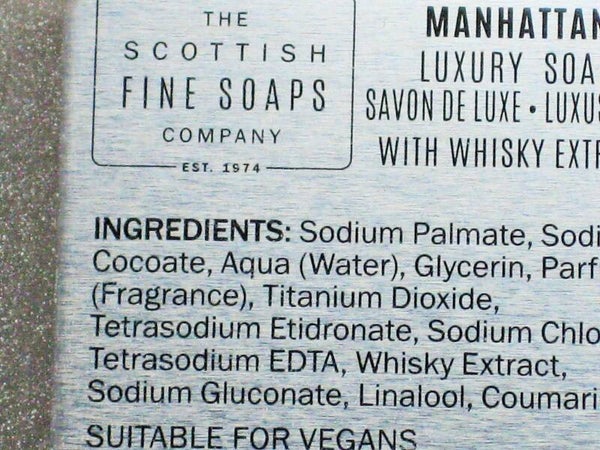 THE
SCOTTISH
FINE SOAPS
COMPANY
EST. 1974
MANHATTAN
LUXURY SOA
SAVON DE LUXE • LUXUS
WITH WHISKY EXTR
INGREDIENTS: Sodium Palmate, Sodi
Cocoate, Aqua (Water), Glycerin, Parf
(Fragrance), Titanium Dioxide,
Tetrasodium Etidronate, Sodium Chlo
Tetrasodium EDTA, Whisky Extract,
Sodium Gluconate, Linalool, Coumari
SUITABLE FOR VEGANS